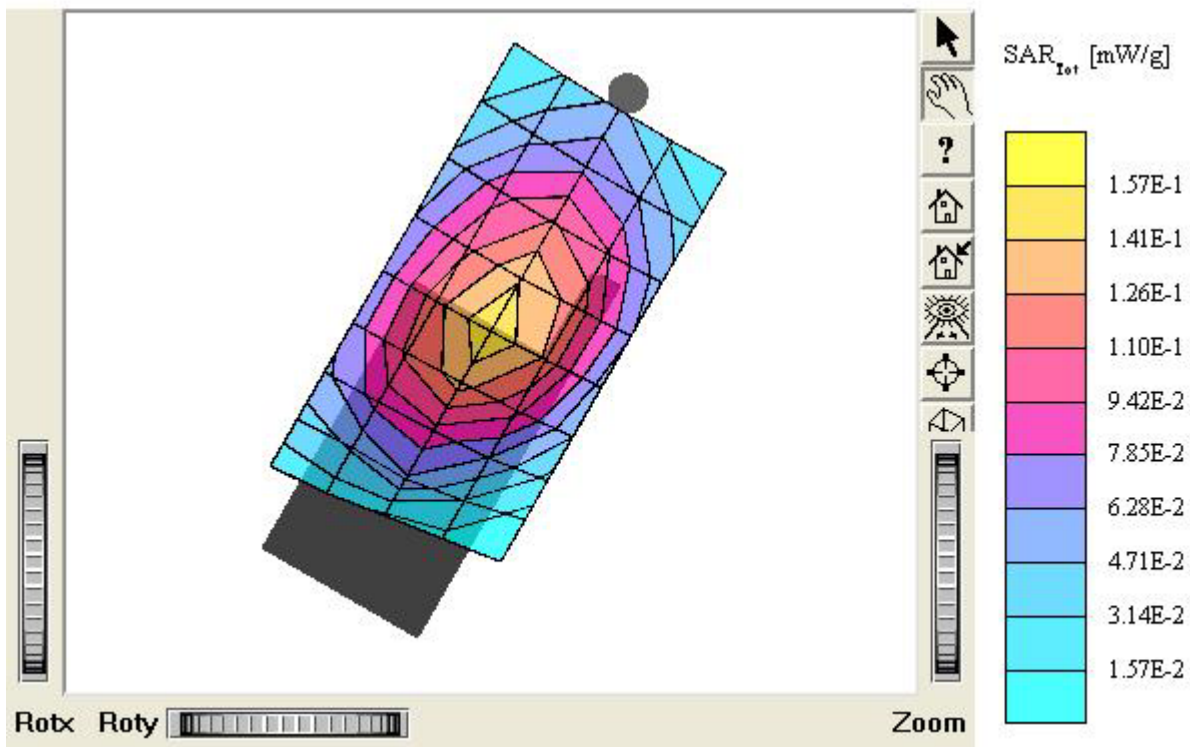 SAR_Tot [mW/g]
?
1.57E-1
1.41E-1
1.26E-1
1.10E-1
9.42E-2
7.85E-2
6.28E-2
4.71E-2
3.14E-2
1.57E-2
Rotx Roty Zoom